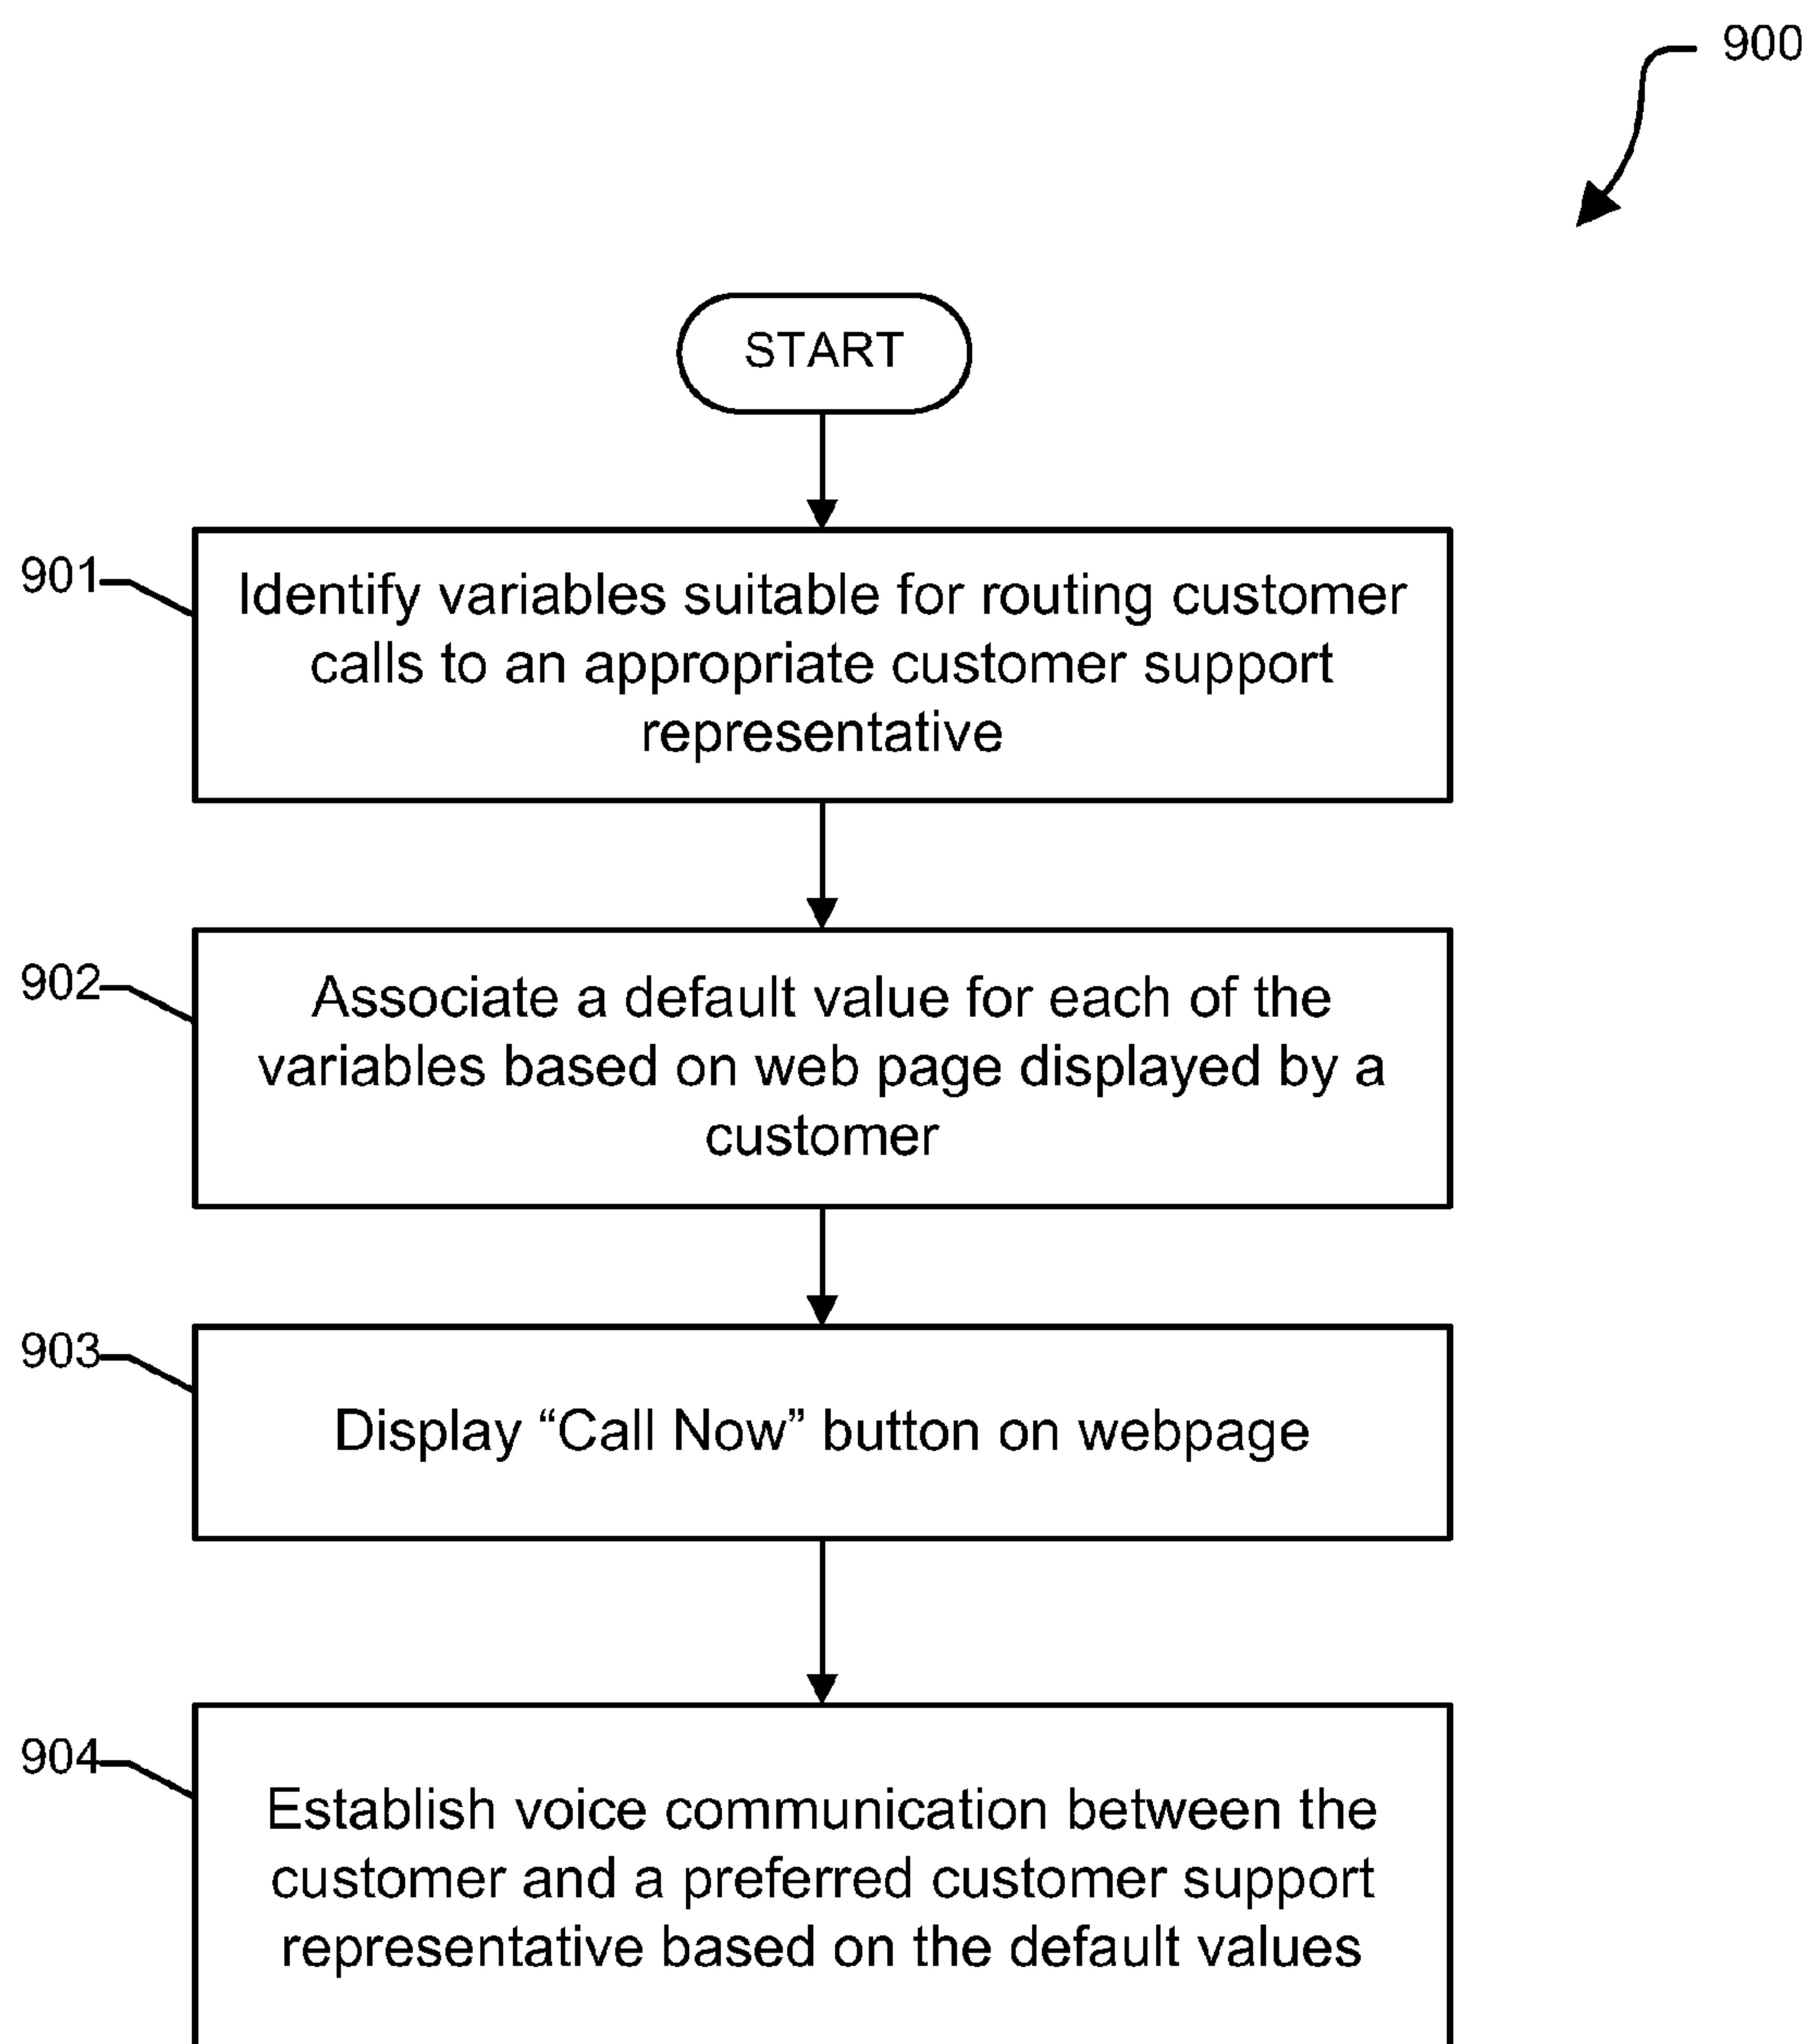 900
START
901
Identify variables suitable for routing customer
calls to an appropriate customer support
representative
902
Associate a default value for each of the
variables based on web page displayed by a
customer
903
Display “Call Now” button on webpage
904
Establish voice communication between the
customer and a preferred customer support
representative based on the default values